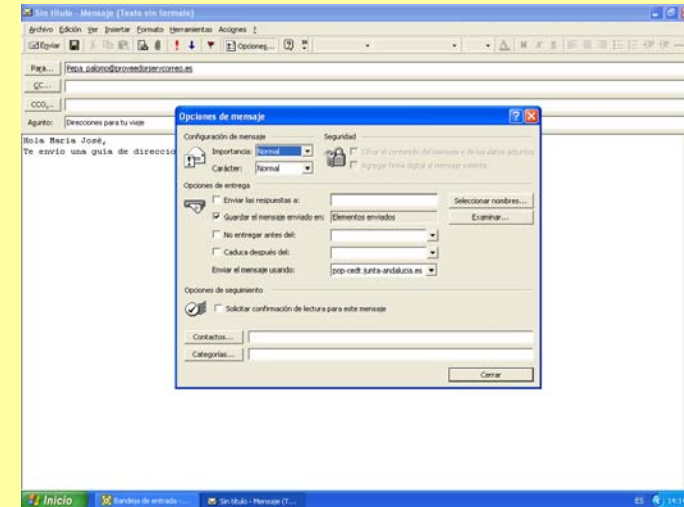 Sin título - Mensaje (Texto sin formato)
Archivo Edición Ver Insertar Formato Herramientas Acciones ?
Enviar Opciones... N K S
Para... Pepa_palomo@proveedorservcorreo.es
CC...
CCO...
Asunto: Direcciones para tu viaje
Hola María José,
Te envío una guía de direccio
Opciones de mensaje
Configuración de mensaje Seguridad
Importancia: Normal Cifrar el contenido del mensaje y de los datos adjuntos
Carácter: Normal Agregar firma digital al mensaje saliente
Opciones de entrega
Enviar las respuestas a: Seleccionar nombres...
Guardar el mensaje enviado en: Elementos enviados Examinar...
No entregar antes del:
Caduca después del:
Enviar el mensaje usando: pop-cedt.junta-andalucia.es
Opciones de seguimiento
Solicitar confirmación de lectura para este mensaje
Contactos...
Categorías...
Cerrar
Inicio Bandeja de entrada -... Sin título - Mensaje (T... ES